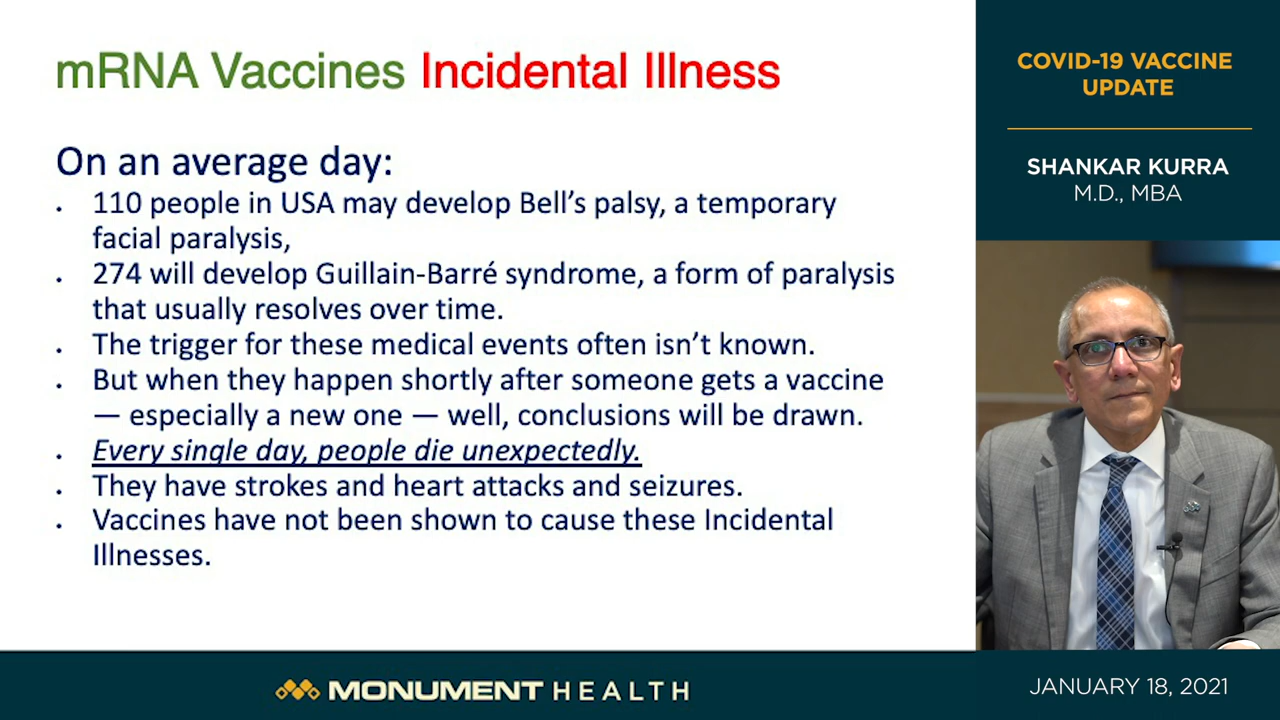 mRNA Vaccines Incidental Illness
On an average day:
• 110 people in USA may develop Bell’s palsy, a temporary
facial paralysis,
• 274 will develop Guillain-Barré syndrome, a form of paralysis
that usually resolves over time.
• The trigger for these medical events often isn’t known.
• But when they happen shortly after someone gets a vaccine
— especially a new one — well, conclusions will be drawn.
• Every single day, people die unexpectedly.
• They have strokes and heart attacks and seizures.
• Vaccines have not been shown to cause these Incidental
Illnesses.
COVID-19 VACCINE
UPDATE
SHANKAR KURRA
M.D., MBA
MONUMENT HEALTH
JANUARY 18, 2021